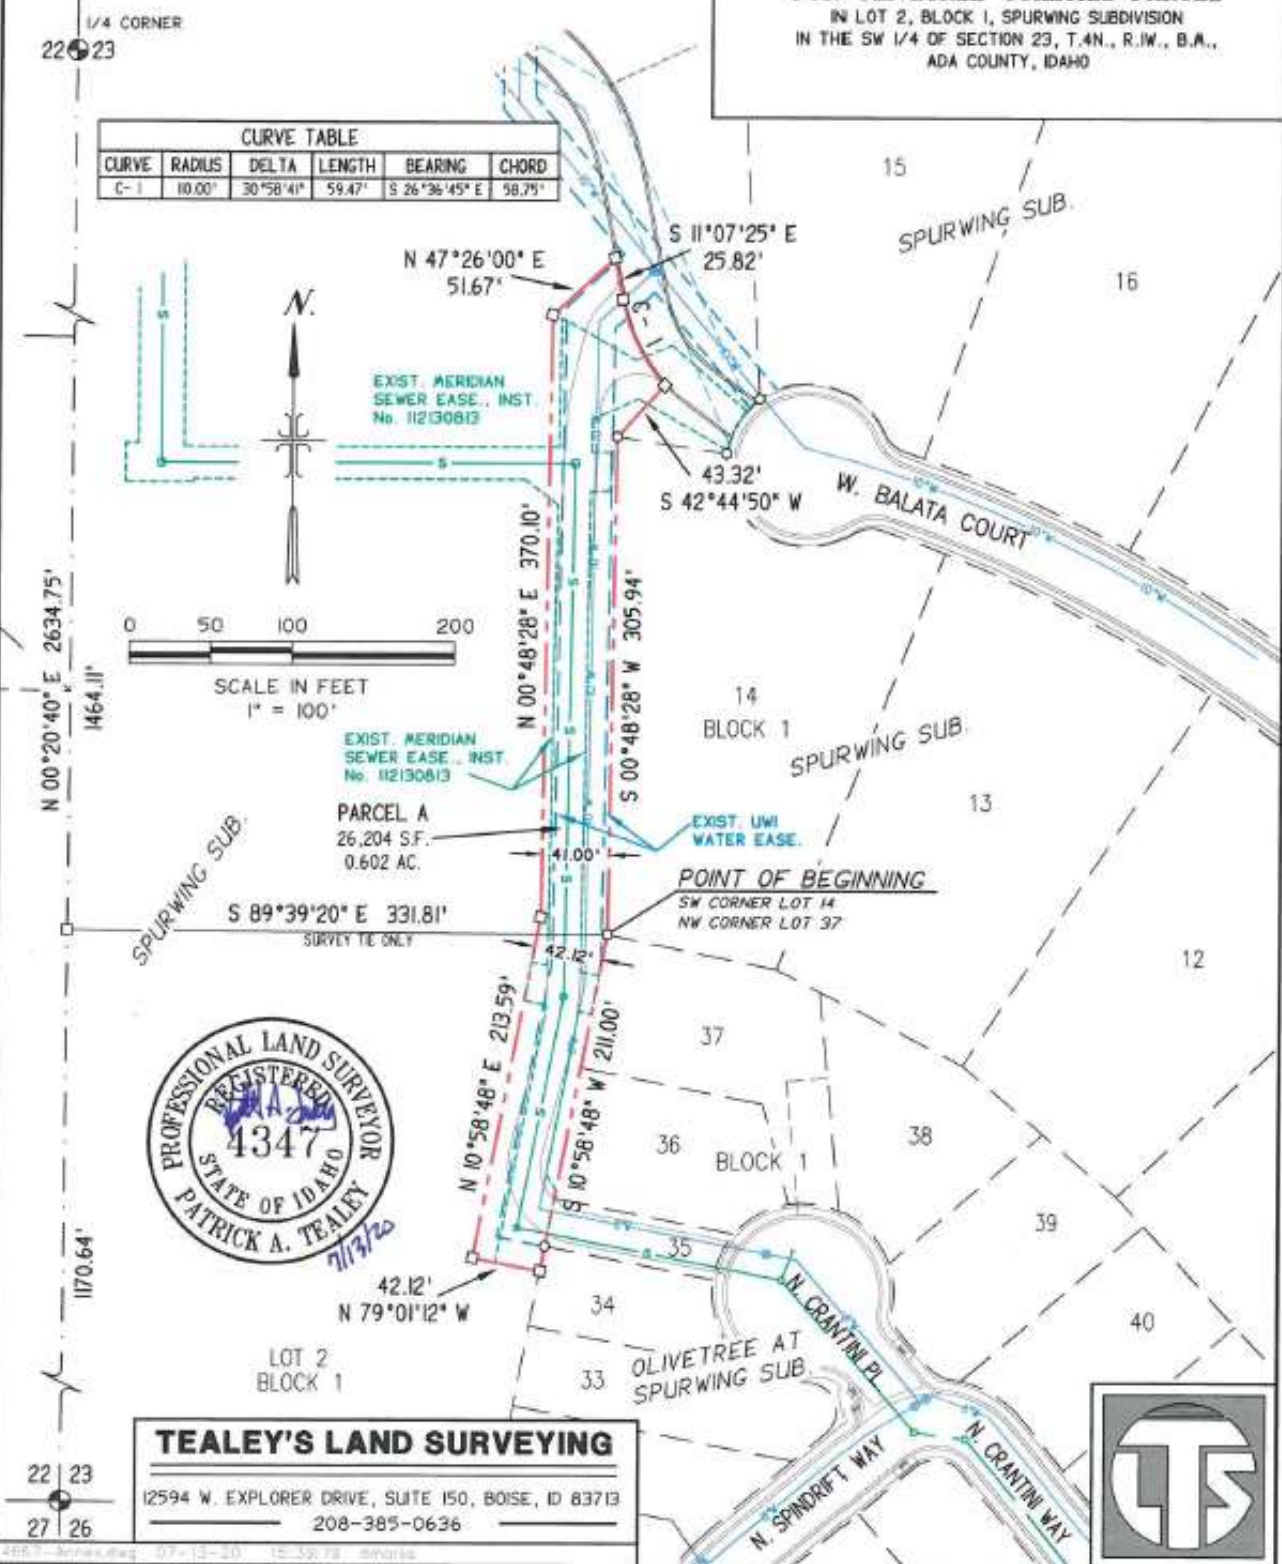 1/4 CORNER
22 23
IN LOT 2, BLOCK 1, SPURWING SUBDIVISION
IN THE SW 1/4 OF SECTION 23, T.4N., R.1W., B.M.,
ADA COUNTY, IDAHO
CURVE TABLE
CURVE RADIUS DELTA LENGTH BEARING CHORD
C-1 110.00' 30°58'41" 59.47' S 26°36'45" E 58.75'
15
SPURWING SUB.
16
S 11°07'25" E
25.82'
N 47°26'00" E
51.67'
C-1
N.
EXIST. MERIDIAN
SEWER EASE., INST.
No. 112130813
S
S
43.32'
S 42°44'50" W
W. BALATA COURT
10"W
10"W
10"W
N 00°48'28" E 370.10'
S 00°48'28" W 305.94'
N 00°20'40" E 2634.75'
1464.11'
0 50 100 200
SCALE IN FEET
1" = 100'
14
BLOCK 1
SPURWING SUB.
13
EXIST. MERIDIAN
SEWER EASE., INST.
No. 112130813
PARCEL A
26,204 S.F.
0.602 AC.
EXIST. UWI
WATER EASE.
41.00'
POINT OF BEGINNING
SW CORNER LOT 14
NW CORNER LOT 37
SPURWING SUB.
S 89°39'20" E 331.81'
SURVEY TIE ONLY
42.12'
12
N 10°58'48" E 213.59'
S 10°58'48" W 211.00'
37
36
BLOCK 1
38
39
PROFESSIONAL LAND SURVEYOR
REGISTERED
4347
STATE OF IDAHO
PATRICK A. TEALEY
7/13/20
1170.64'
35
42.12'
N 79°01'12" W
34
N. CRANTINI PL.
40
LOT 2
BLOCK 1
33
OLIVETREE AT
SPURWING SUB.
N. SPINDRIFT WAY
N. CRANTINI WAY
TEALEY'S LAND SURVEYING
12594 W. EXPLORER DRIVE, SUITE 150, BOISE, ID 83713
208-385-0636
22 23
27 26
TLS
07-13-20